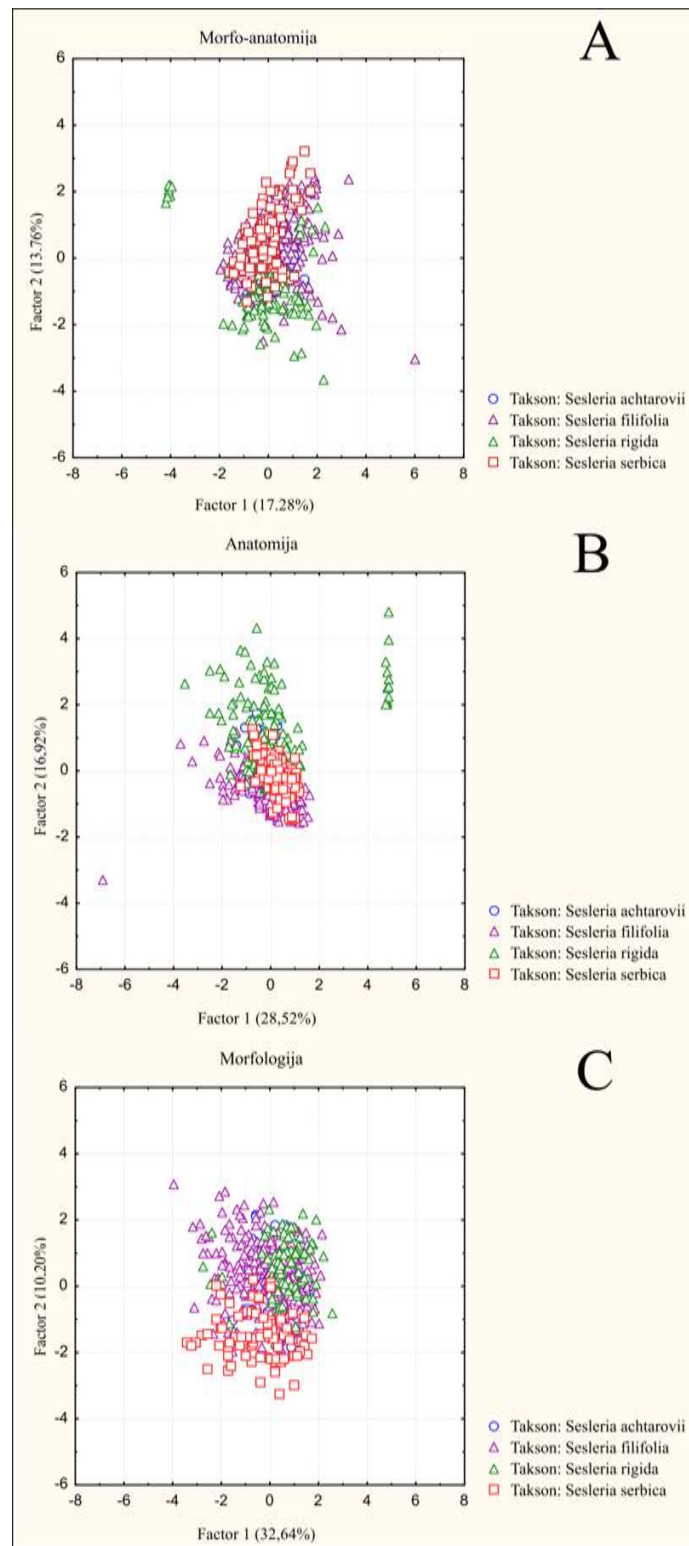 Morfo-anatomija
A
6
4
2
0
-2
-4
-6
-8 -6 -4 -2 0 2 4 6 8
Factor 2 (13.76%)
Factor 1 (17.28%)
Takson: Sesleria achtarovii
Takson: Sesleria filifolia
Takson: Sesleria rigida
Takson: Sesleria serbica
Anatomija
B
6
4
2
0
-2
-4
-6
-8 -6 -4 -2 0 2 4 6 8
Factor 2 (16,92%)
Factor 1 (28,52%)
Takson: Sesleria achtarovii
Takson: Sesleria filifolia
Takson: Sesleria rigida
Takson: Sesleria serbica
Morfologija
C
6
4
2
0
-2
-4
-6
-8 -6 -4 -2 0 2 4 6 8
Factor 2 (10.20%)
Factor 1 (32,64%)
Takson: Sesleria achtarovii
Takson: Sesleria filifolia
Takson: Sesleria rigida
Takson: Sesleria serbica